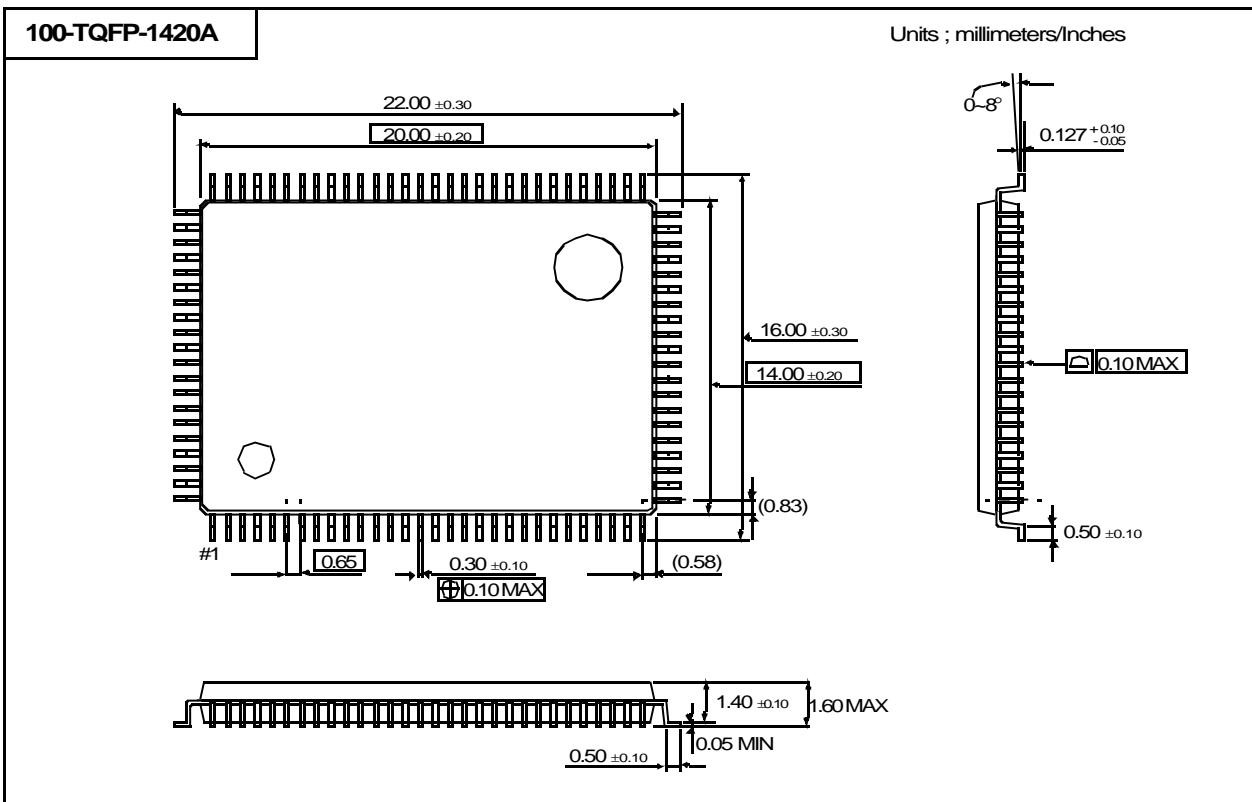 100-TQFP-1420A
Units ; millimeters/Inches
22.00 ±0.30
20.00 ±0.20
0~8°
0.127 +0.10 -0.05
16.00 ±0.30
14.00 ±0.20
0.10 MAX
(0.83)
0.50 ±0.10
#1
0.65
0.30 ±0.10
(0.58)
0.10 MAX
1.40 ±0.10
1.60 MAX
0.05 MIN
0.50 ±0.10